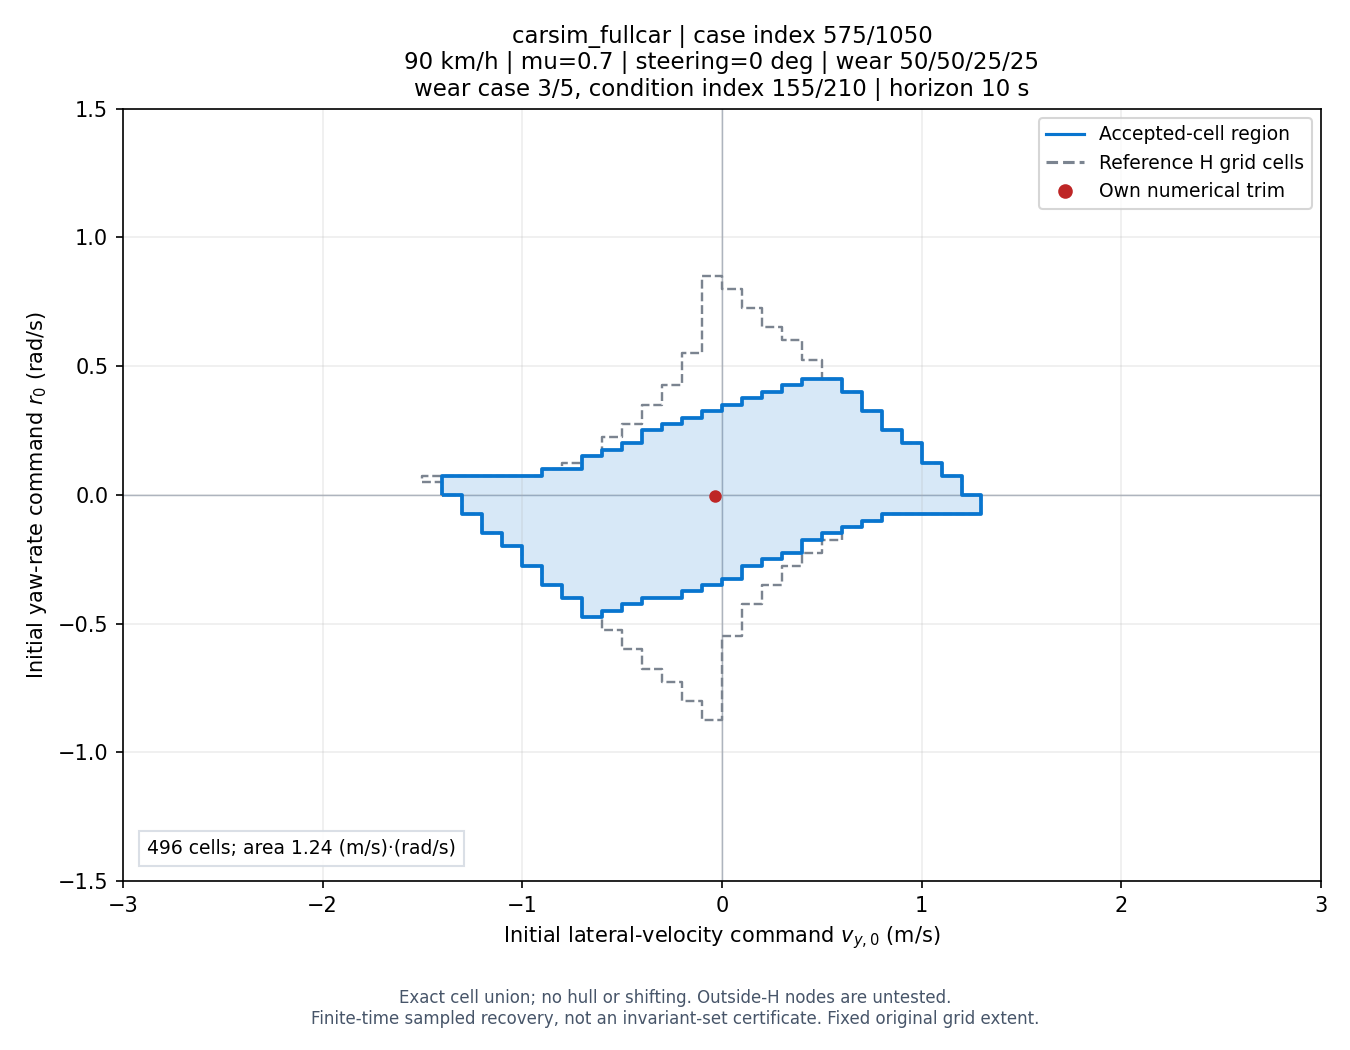 carsim_fullcar | case index 575/1050
90 km/h | mu=0.7 | steering=0 deg | wear 50/50/25/25
wear case 3/5, condition index 155/210 | horizon 10 s
Accepted-cell region
Reference H grid cells
Own numerical trim
1.5
1.0
0.5
0.0
−0.5
−1.0
−1.5
Initial yaw-rate command r0 (rad/s)
496 cells; area 1.24 (m/s)·(rad/s)
−3
−2
−1
0
1
2
3
Initial lateral-velocity command vy,0 (m/s)
Exact cell union; no hull or shifting. Outside-H nodes are untested.
Finite-time sampled recovery, not an invariant-set certificate. Fixed original grid extent.